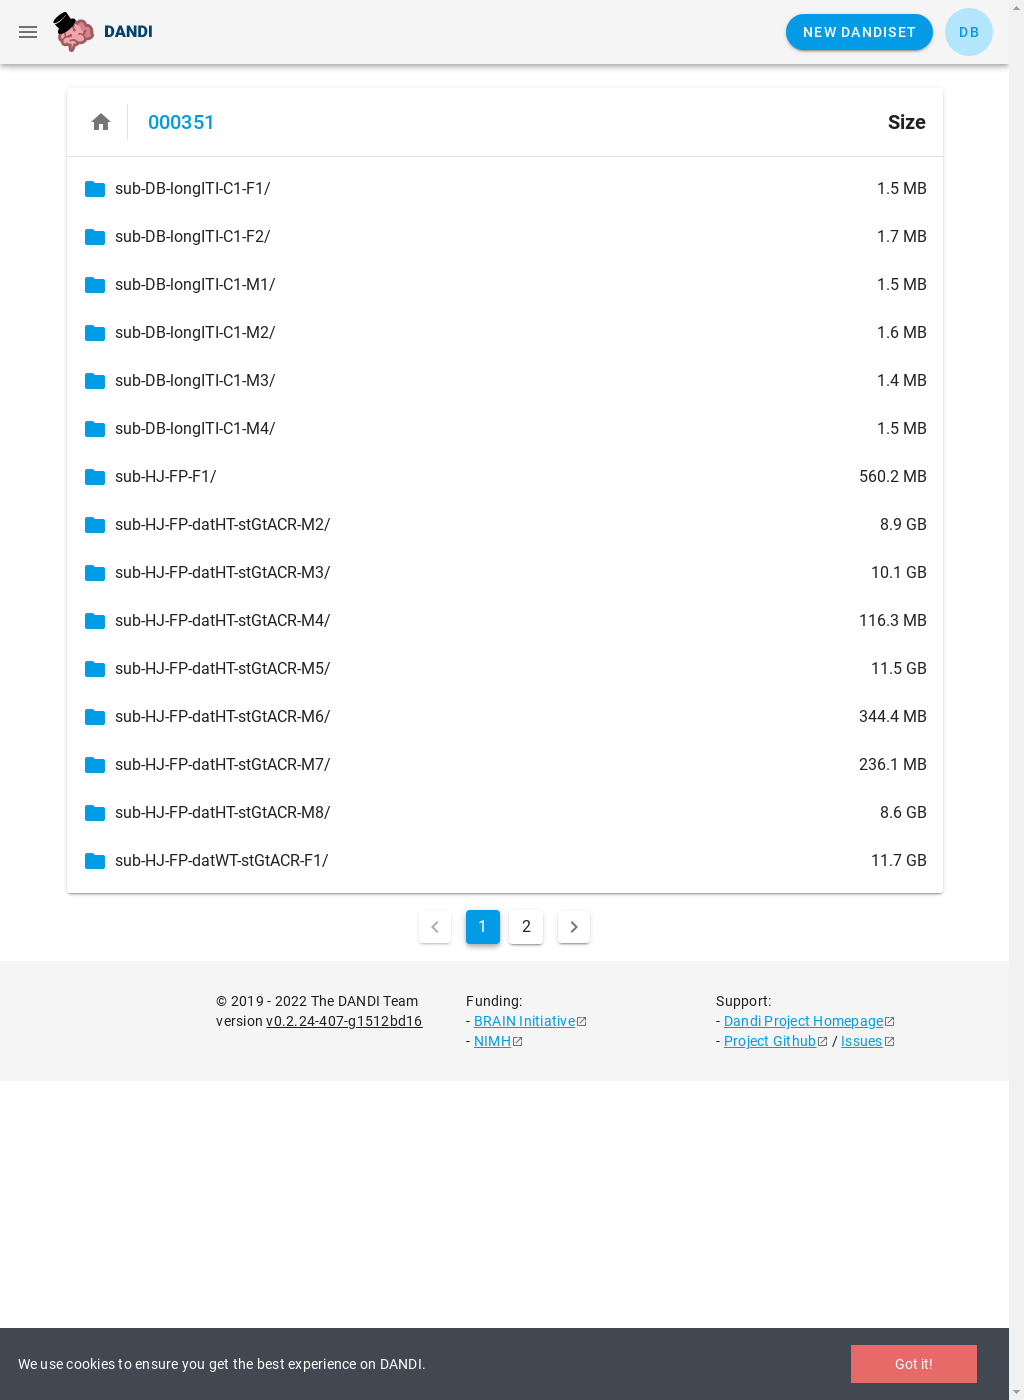 DANDI
NEW DANDISET
DB
000351
Size
sub-DB-longITI-C1-F1/ 1.5 MB
sub-DB-longITI-C1-F2/ 1.7 MB
sub-DB-longITI-C1-M1/ 1.5 MB
sub-DB-longITI-C1-M2/ 1.6 MB
sub-DB-longITI-C1-M3/ 1.4 MB
sub-DB-longITI-C1-M4/ 1.5 MB
sub-HJ-FP-F1/ 560.2 MB
sub-HJ-FP-datHT-stGtACR-M2/ 8.9 GB
sub-HJ-FP-datHT-stGtACR-M3/ 10.1 GB
sub-HJ-FP-datHT-stGtACR-M4/ 116.3 MB
sub-HJ-FP-datHT-stGtACR-M5/ 11.5 GB
sub-HJ-FP-datHT-stGtACR-M6/ 344.4 MB
sub-HJ-FP-datHT-stGtACR-M7/ 236.1 MB
sub-HJ-FP-datHT-stGtACR-M8/ 8.6 GB
sub-HJ-FP-datWT-stGtACR-F1/ 11.7 GB
1 2
© 2019 - 2022 The DANDI Team
version v0.2.24-407-g1512bd16
Funding:
- BRAIN Initiative
- NIMH
Support:
- Dandi Project Homepage
- Project Github / Issues
We use cookies to ensure you get the best experience on DANDI.
Got it!